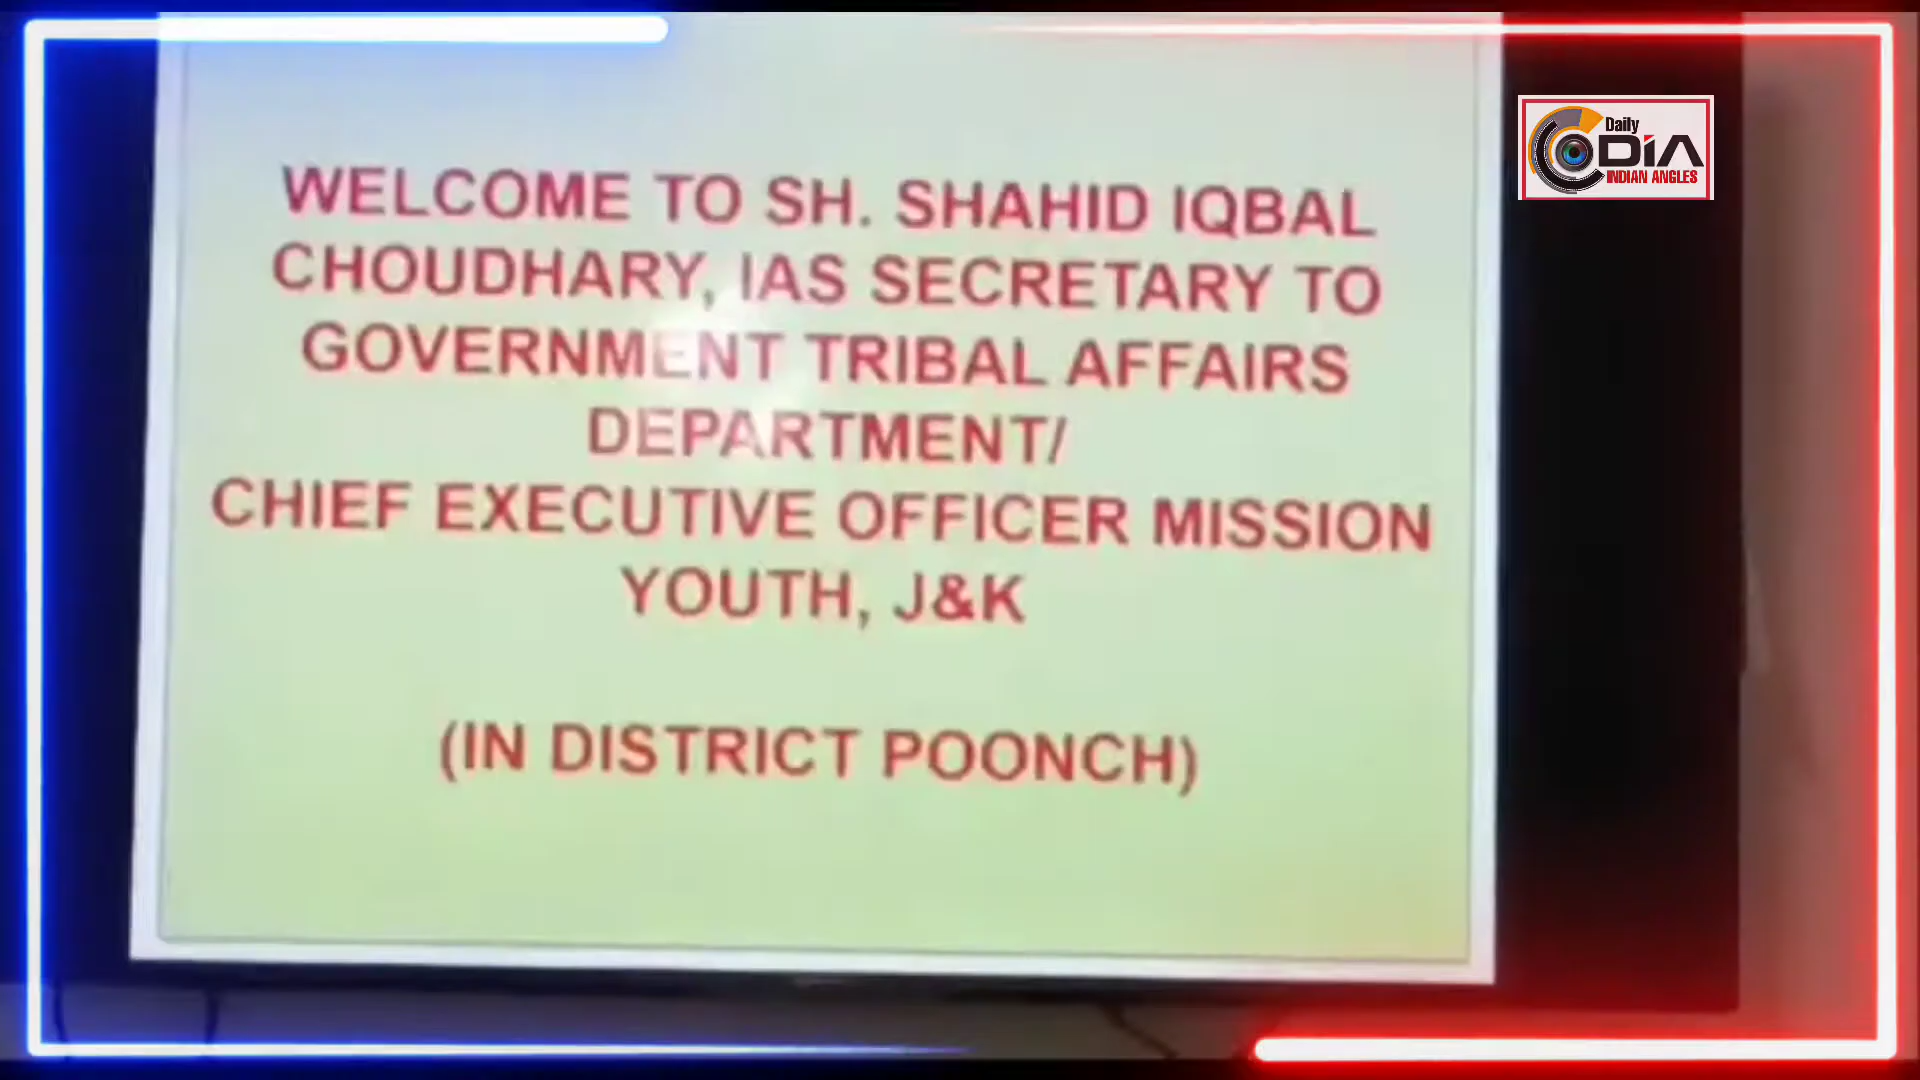 Daily
DIA
INDIAN ANGLES
WELCOME TO SH. SHAHID IQBAL
CHOUDHARY, IAS SECRETARY TO
GOVERNMENT TRIBAL AFFAIRS
DEPARTMENT/
CHIEF EXECUTIVE OFFICER MISSION
YOUTH, J&K
(IN DISTRICT POONCH)